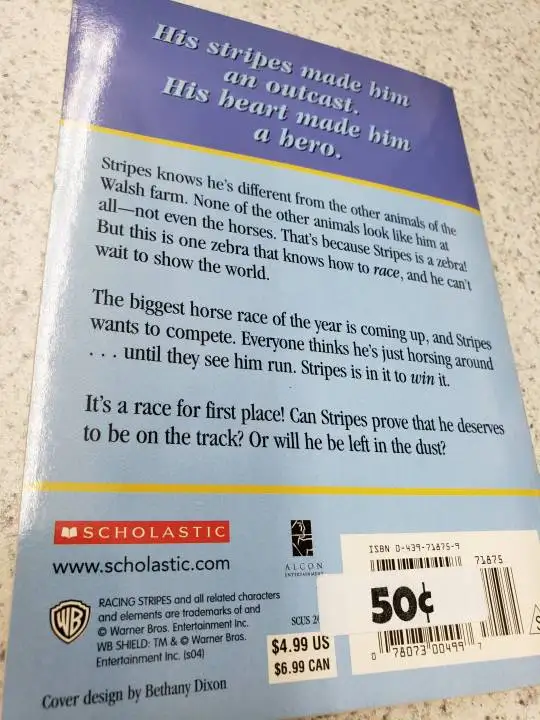 His stripes made him
an outcast.
His heart made him
a hero.
Stripes knows he's different from the other animals of the
Walsh farm. None of the other animals look like him at
all—not even the horses. That's because Stripes is a zebra!
But this is one zebra that knows how to race, and he can't
wait to show the world.
The biggest horse race of the year is coming up, and Stripes
wants to compete. Everyone thinks he's just horsing around
. . . until they see him run. Stripes is in it to win it.
It's a race for first place! Can Stripes prove that he deserves
to be on the track? Or will he be left in the dust?
SCHOLASTIC
www.scholastic.com
ALCON
ENTERTAINMENT
WB
RACING STRIPES and all related characters
and elements are trademarks of and
© Warner Bros. Entertainment Inc.
WB SHIELD: TM & © Warner Bros.
Entertainment Inc. (s04)
SCUS
$4.99 US
$6.99 CAN
ISBN 0-439-71875-9
71875
50¢
0 78073 00499 7
Cover design by Bethany Dixon